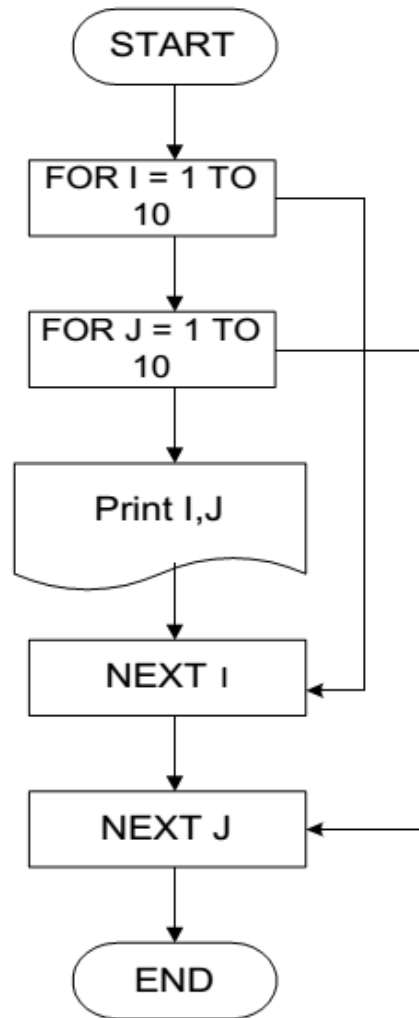 START
FOR I = 1 TO
10
FOR J = 1 TO
10
Print I,J
NEXT I
NEXT J
END